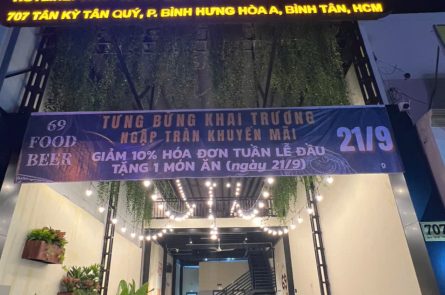 707 TÂN KỲ TÂN QUÝ, P. BÌNH HƯNG HÒA A, BÌNH TÂN, HCM
69
FOOD
BEER
TƯNG BỪNG KHAI TRƯƠNG
NGẬP TRÀN KHUYẾN MÃI
GIẢM 10% HÓA ĐƠN TUẦN LỄ ĐẦU
TẶNG 1 MÓN ĂN (ngày 21/9)
21/9
707